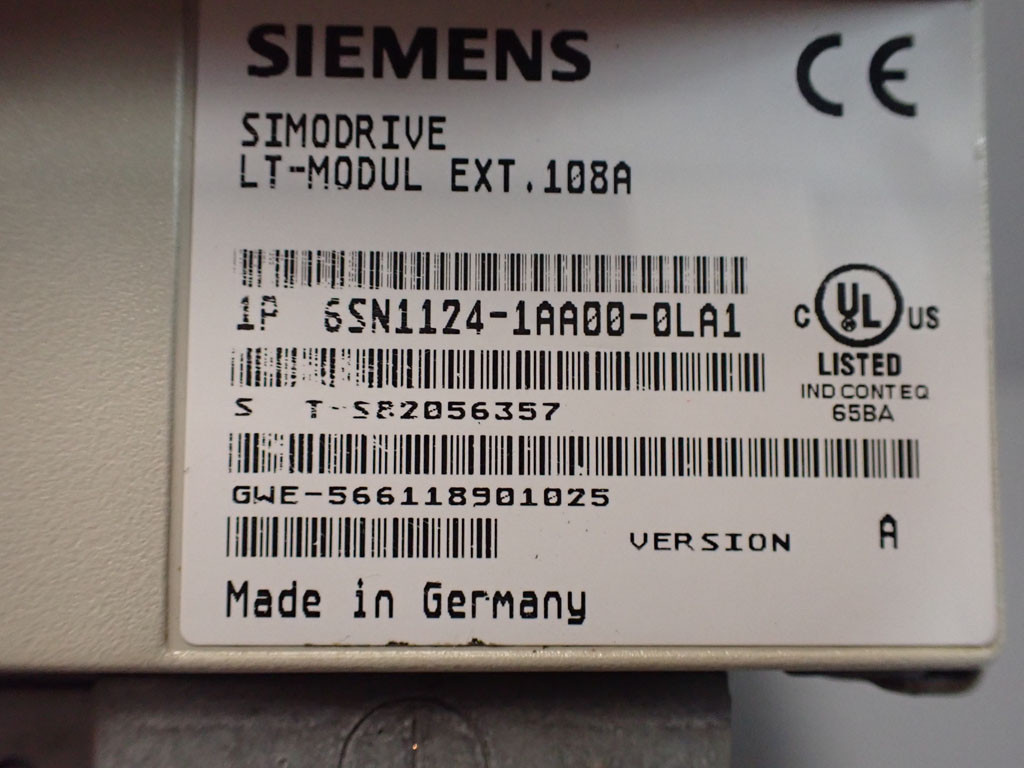 SIEMENS
CE
SIMODRIVE
LT-MODUL EXT.108A
1P 6SN1124-1AA00-0LA1
C UL US
LISTED
IND CONT EQ
65BA
S T-S82056357
GWE-566118901025
VERSION A
Made in Germany